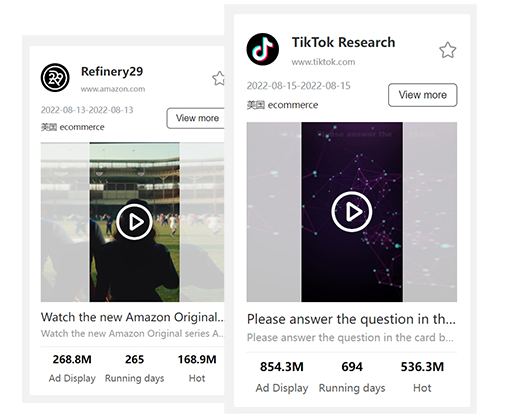 Refinery29
www.amazon.com
2022-08-13-2022-08-13
View more
美国 ecommerce
Watch the new Amazon Original...
Watch the new Amazon Original series A...
268.8M
265
168.9M
Ad Display
Running days
Hot
TikTok Research
www.tiktok.com
2022-08-15-2022-08-15
View more
美国 ecommerce
Please answer the
Please answer the question in th...
Please answer the question in the card b...
854.3M
694
536.3M
Ad Display
Running days
Hot